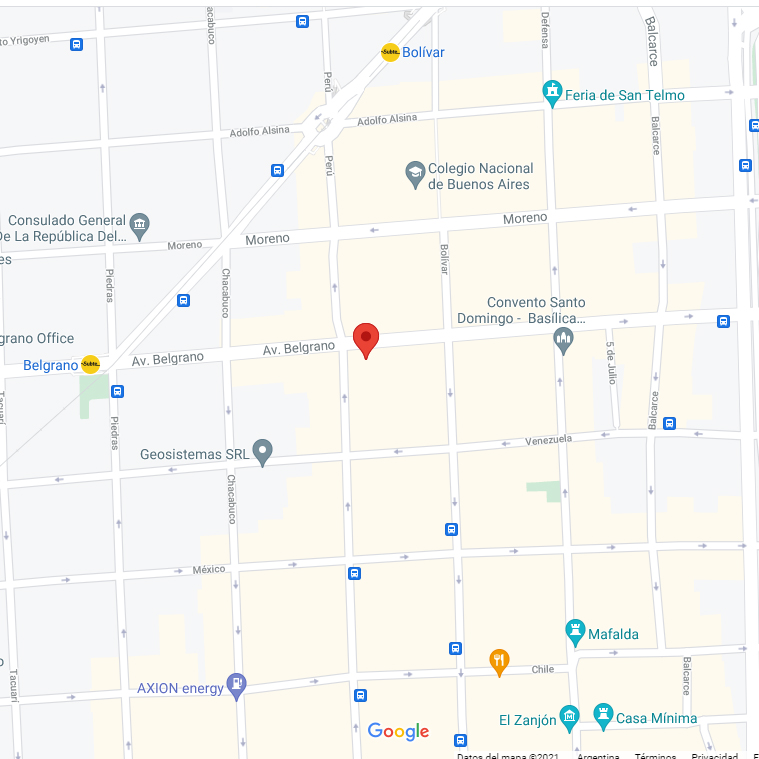 to Yrigoyen
acabuco
Perú
Subte
Bolívar
Defensa
Balcarce
Feria de San Telmo
Adolfo Alsina
Adolfo Alsina
Balcarce
Perú
Colegio Nacional
de Buenos Aires
Consulado General
De La República Del...
Moreno
Moreno
Moreno
es
Piedras
Chacabuco
Bolívar
Convento Santo
Domingo - Basílica...
grano Office
Av. Belgrano
Av. Belgrano
Belgrano
Subte
5 de Julio
Balcarce
Tacuarí
Piedras
Venezuela
Geosistemas SRL
Chacabuco
México
Mafalda
Chile
Balcarce
Tacuarí
AXION energy
El Zanjón
Casa Mínima
Google
Datos del mapa ©2021
Argentina
Términos
Privacidad